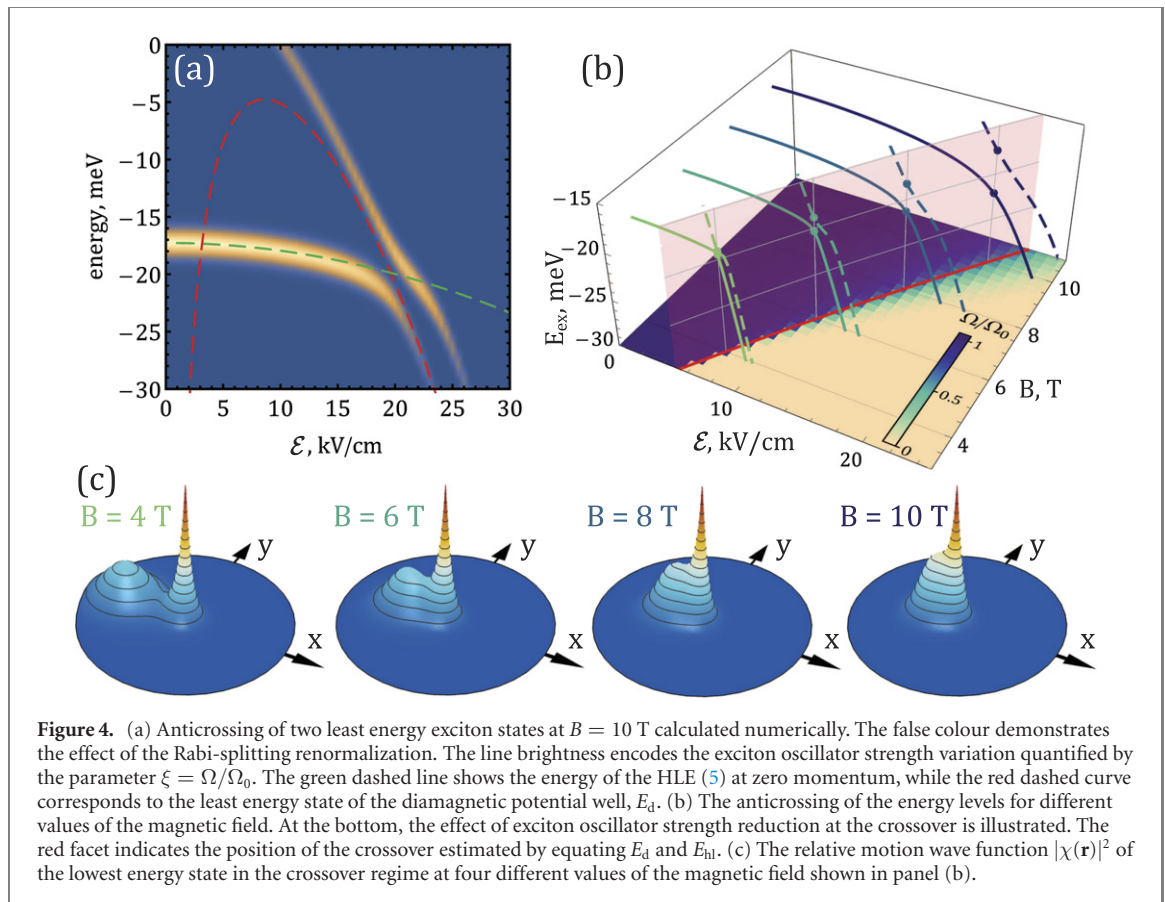 (a)
energy, meV
0
−5
−10
−15
−20
−25
−30
0 5 10 15 20 25 30
ℰ, kV/cm
(b)
E_ex, meV
−15
−20
−25
−30
0
10
20
ℰ, kV/cm
4
6
8
10
B, T
Ω/Ω₀
1
0.5
0
(c)
B = 4 T
y
x
B = 6 T
y
x
B = 8 T
y
x
B = 10 T
y
x
Figure 4. (a) Anticrossing of two least energy exciton states at B = 10 T calculated numerically. The false colour demonstrates
the effect of the Rabi-splitting renormalization. The line brightness encodes the exciton oscillator strength variation quantified by
the parameter ξ = Ω/Ω₀. The green dashed line shows the energy of the HLE (5) at zero momentum, while the red dashed curve
corresponds to the least energy state of the diamagnetic potential well, E_d. (b) The anticrossing of the energy levels for different
values of the magnetic field. At the bottom, the effect of exciton oscillator strength reduction at the crossover is illustrated. The
red facet indicates the position of the crossover estimated by equating E_d and E_hl. (c) The relative motion wave function |χ(r)|² of
the lowest energy state in the crossover regime at four different values of the magnetic field shown in panel (b).